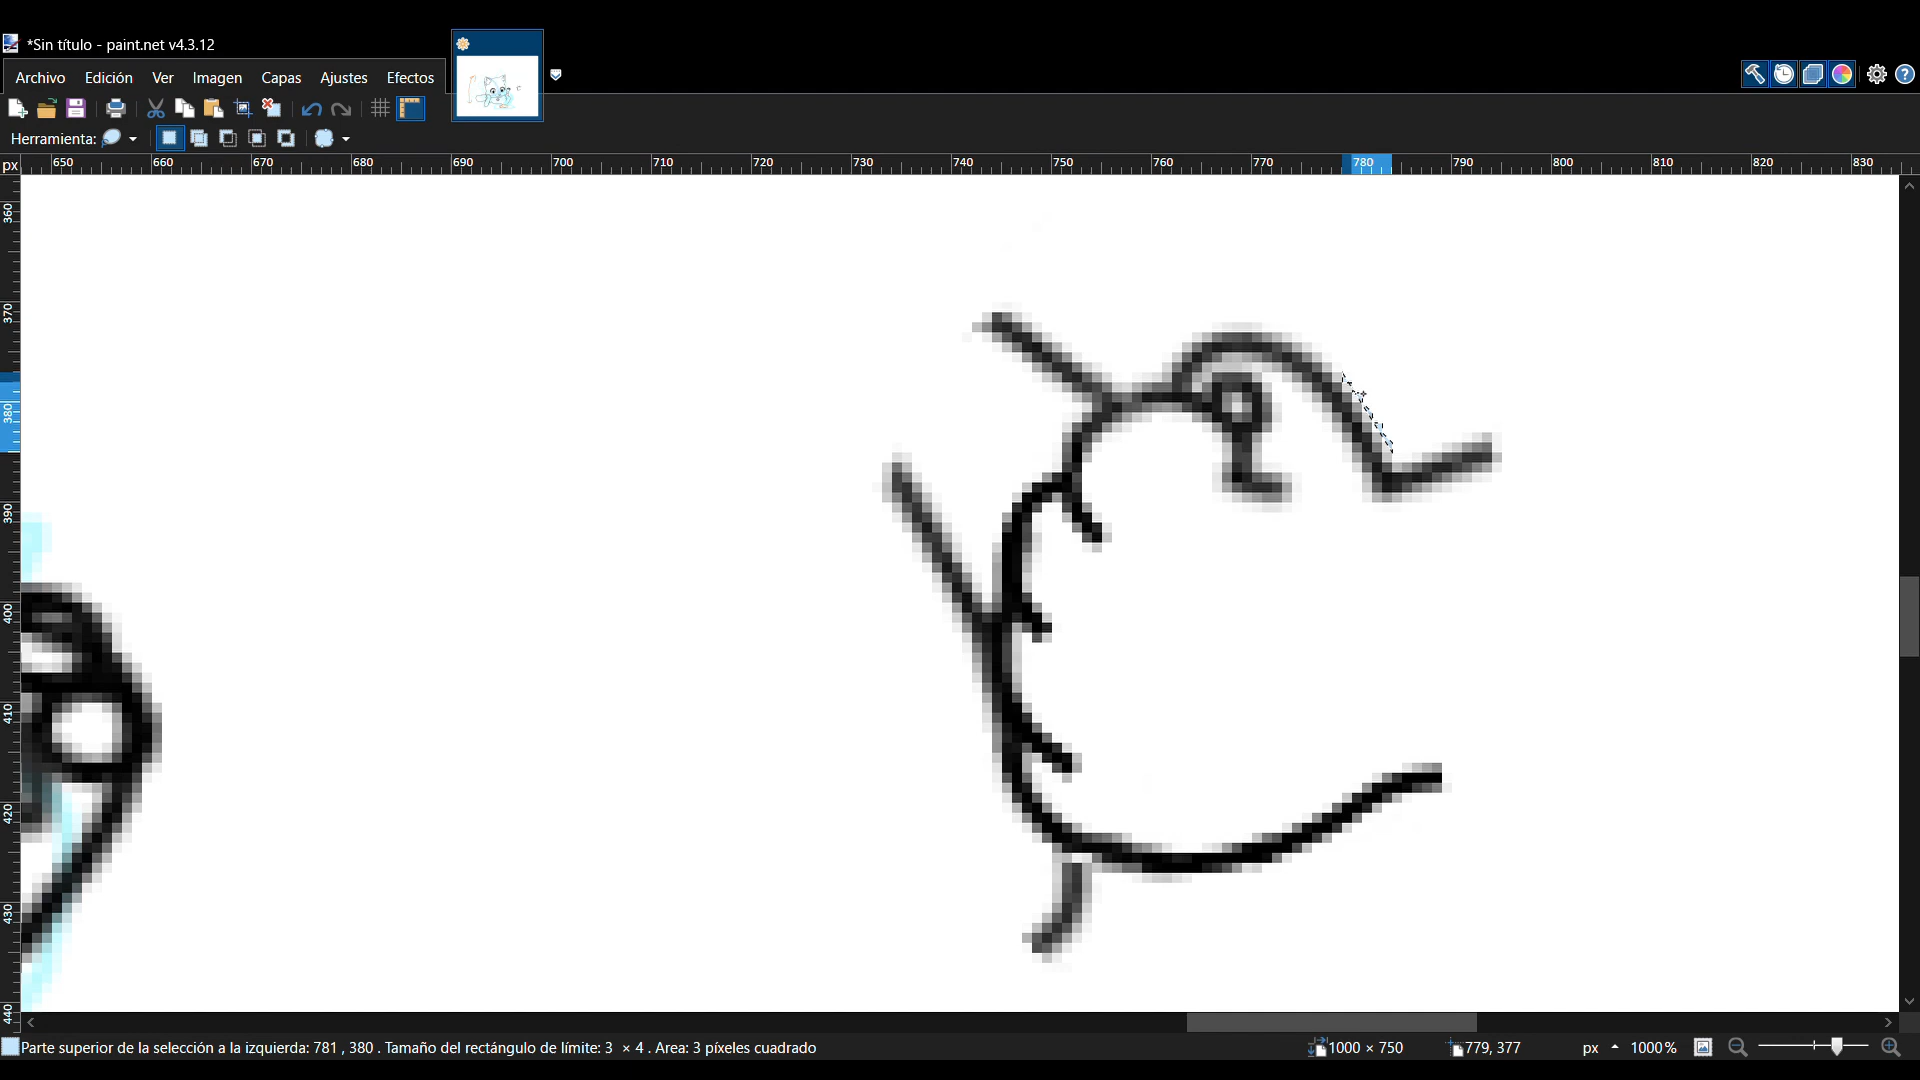 *Sin título - paint.net v4.3.12
Archivo Edición Ver Imagen Capas Ajustes Efectos
Herramienta:
px 650 660 670 680 690 700 710 720 730 740 750 760 770 780 790 800 810 820 830
360
370
380
390
400
410
420
430
440
Parte superior de la selección a la izquierda: 781, 380. Tamaño del rectángulo de límite: 3 × 4. Area: 3 píxeles cuadrado 1000 × 750 779, 377 px 1000%